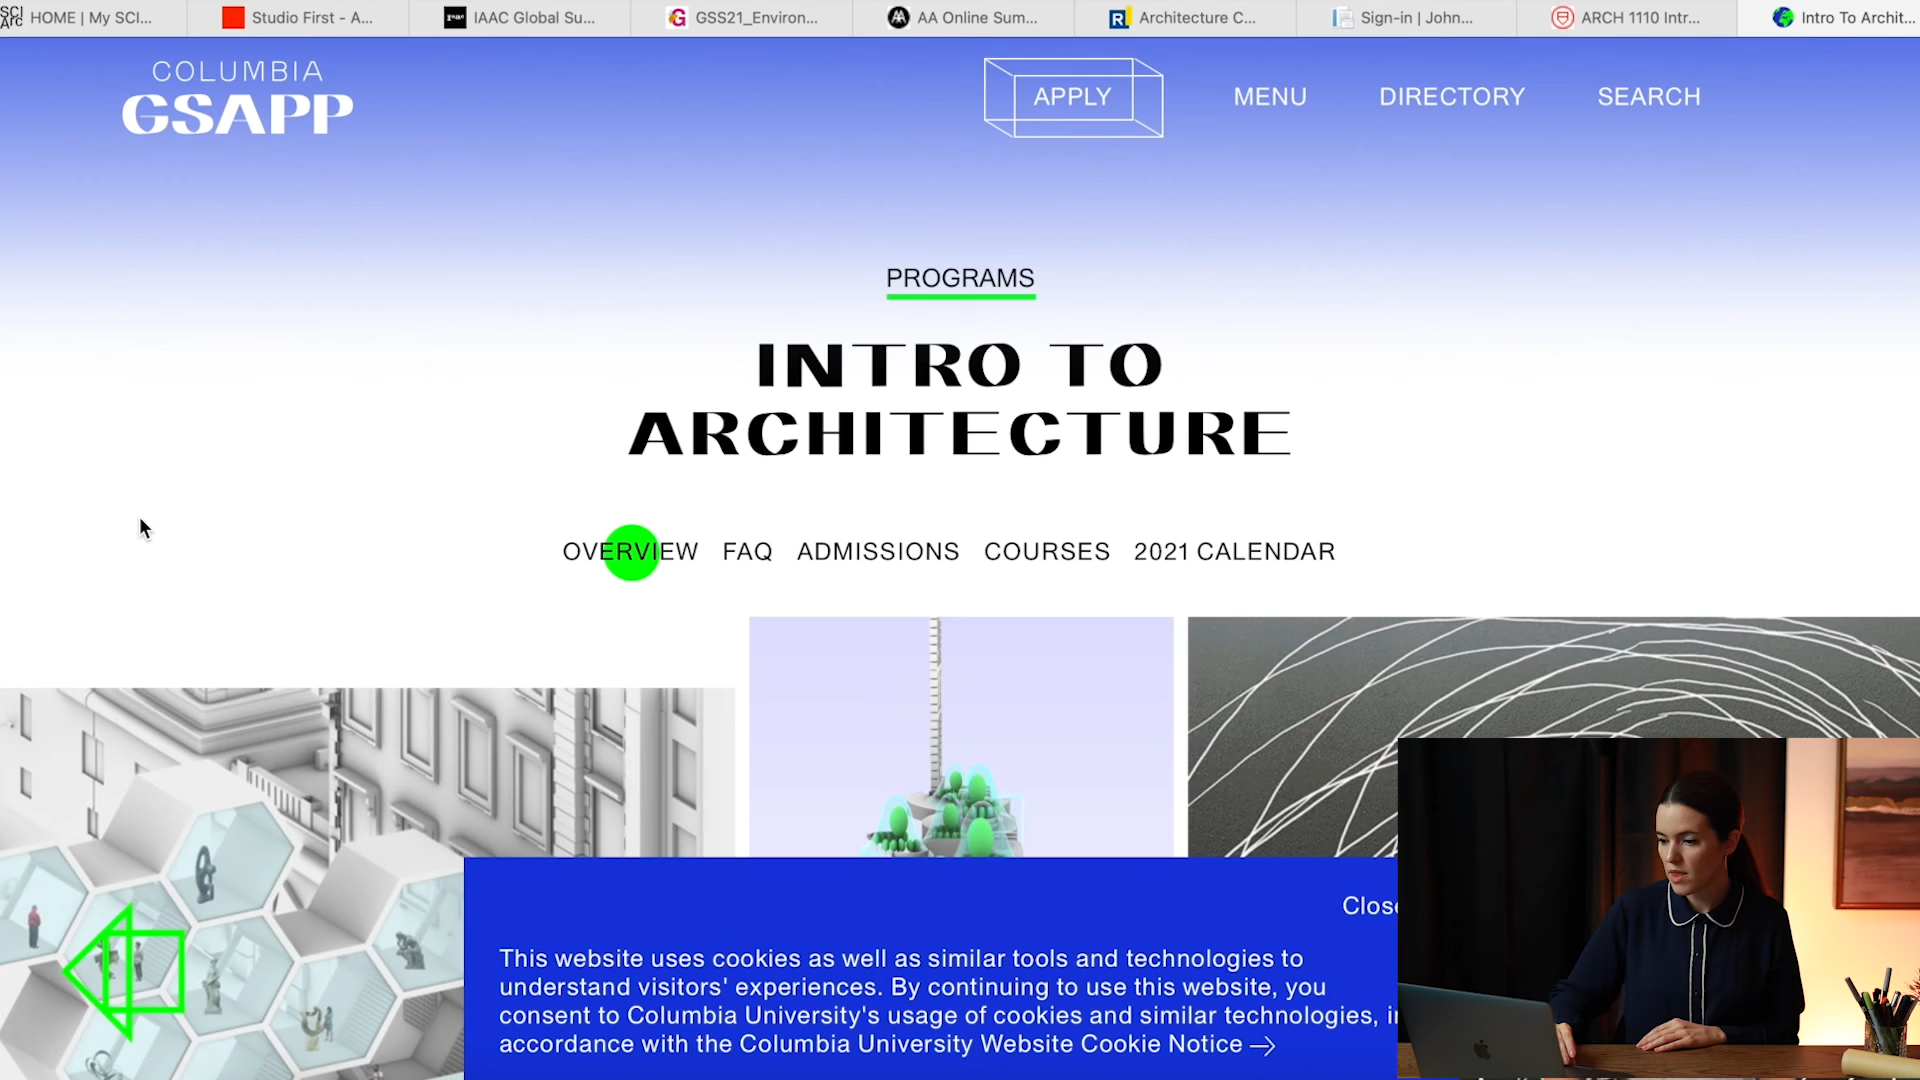 SCI
Arc
HOME | My SCI...
Studio First - A...
IAAC Global Su...
GSS21_Environ...
AA Online Sum...
Architecture C...
Sign-in | John...
ARCH 1110 Intr...
Intro To Archit...
COLUMBIA
GSAPP
APPLY
MENU
DIRECTORY
SEARCH
PROGRAMS
INTRO TO
ARCHITECTURE
OVERVIEW FAQ ADMISSIONS COURSES 2021 CALENDAR
Close
This website uses cookies as well as similar tools and technologies to
understand visitors' experiences. By continuing to use this website, you
consent to Columbia University's usage of cookies and similar technologies,
accordance with the Columbia University Website Cookie Notice →